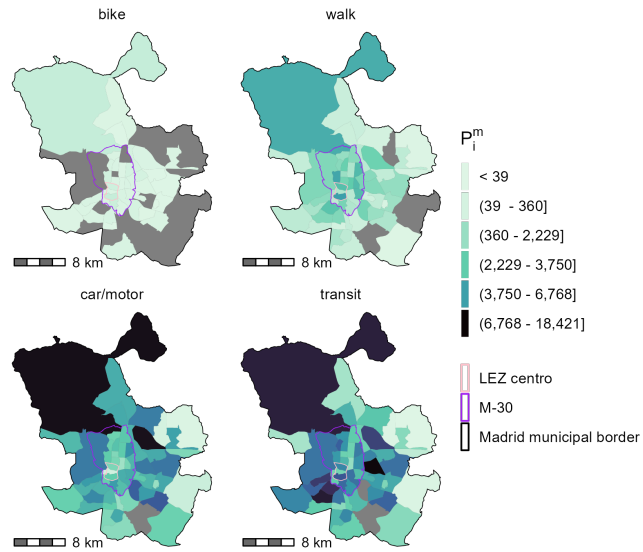 bike
walk
8 km
8 km
car/motor
transit
8 km
8 km
P_i^m
< 39
(39 - 360]
(360 - 2,229]
(2,229 - 3,750]
(3,750 - 6,768]
(6,768 - 18,421]
LEZ centro
M-30
Madrid municipal border